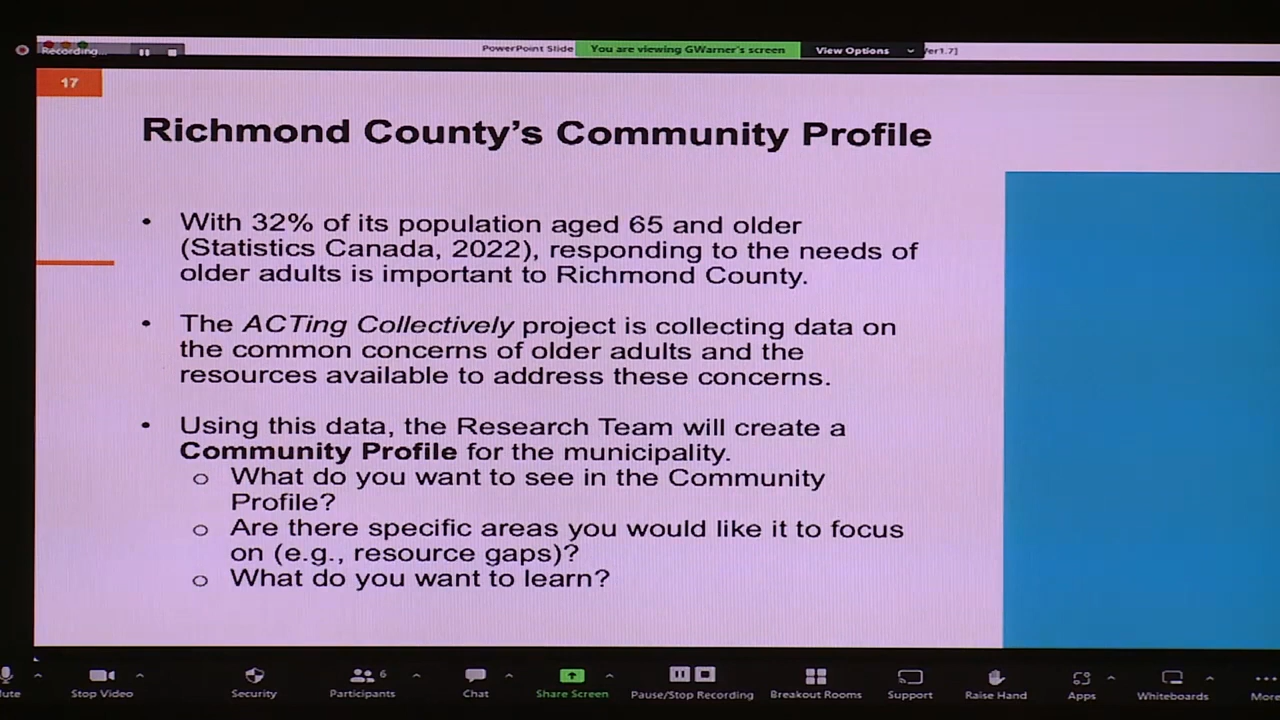 Recording...
PowerPoint Slide
You are viewing GWarner's screen
View Options
er1.7]
17
Richmond County's Community Profile
• With 32% of its population aged 65 and older
(Statistics Canada, 2022), responding to the needs of
older adults is important to Richmond County.
• The ACTing Collectively project is collecting data on
the common concerns of older adults and the
resources available to address these concerns.
• Using this data, the Research Team will create a
Community Profile for the municipality.
o What do you want to see in the Community
Profile?
o Are there specific areas you would like it to focus
on (e.g., resource gaps)?
o What do you want to learn?
6
ute
Stop Video
Security
Participants
Chat
Share Screen
Pause/Stop Recording
Breakout Rooms
Support
Raise Hand
Apps
Whiteboards
More